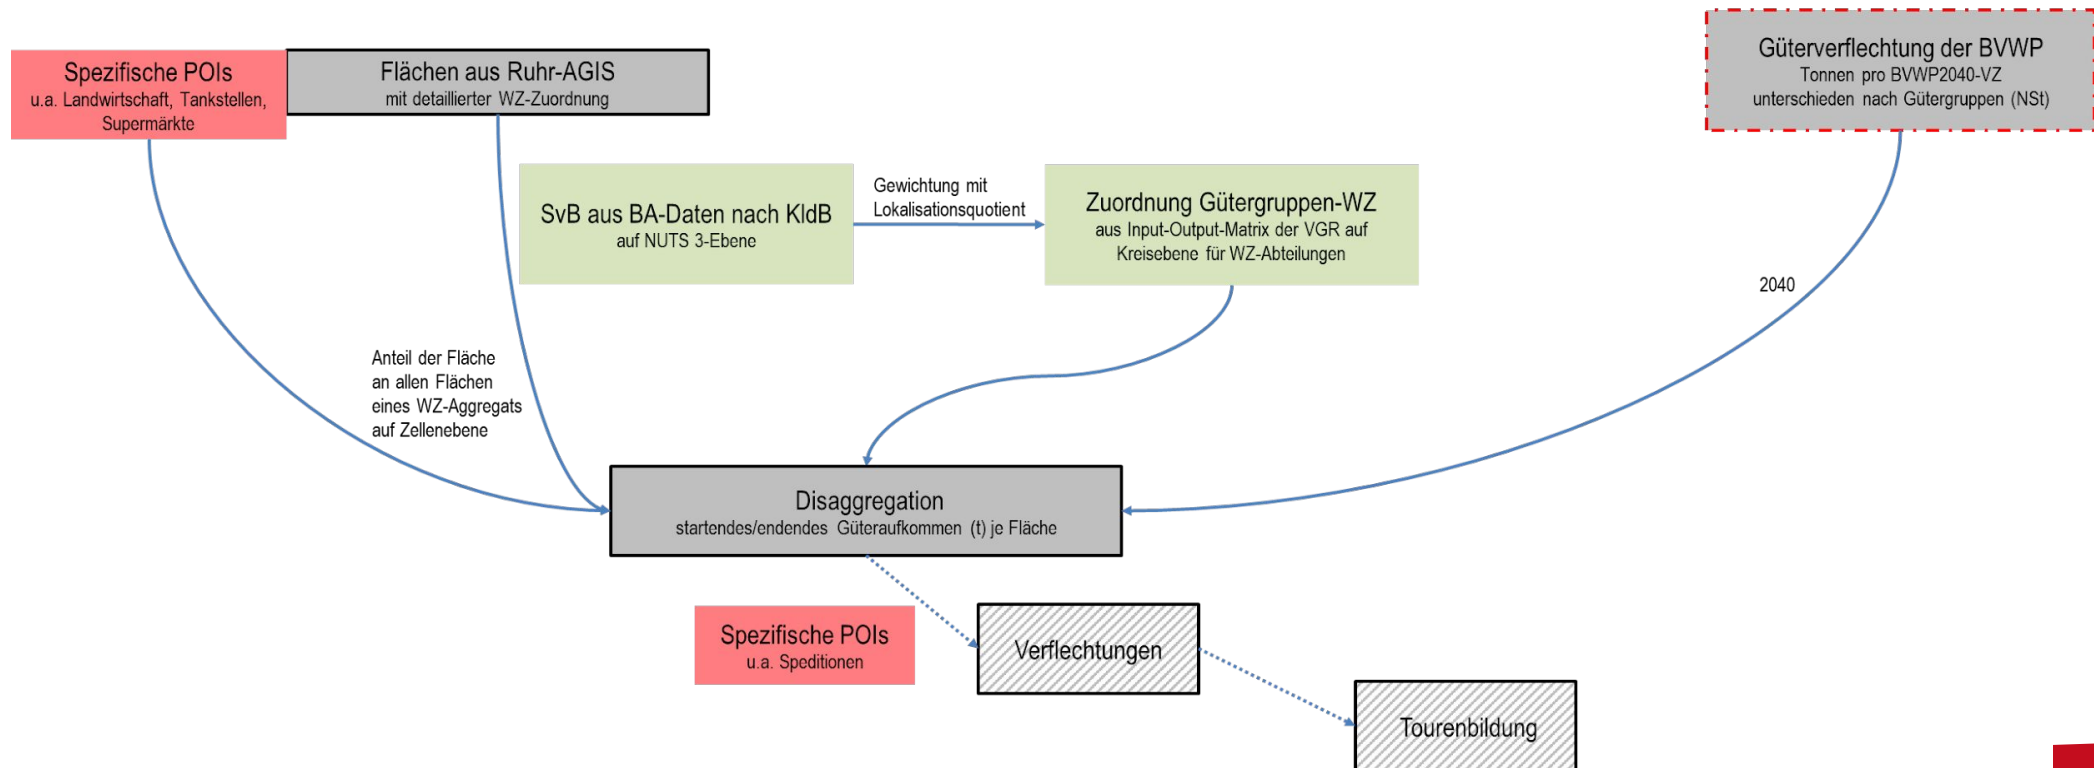 Spezifische POIs
u.a. Landwirtschaft, Tankstellen,
Supermärkte
Flächen aus Ruhr-AGIS
mit detaillierter WZ-Zuordnung
Güterverflechtung der BVWP
Tonnen pro BVWP2040-VZ
unterschieden nach Gütergruppen (NSt)
SvB aus BA-Daten nach KldB
auf NUTS 3-Ebene
Gewichtung mit
Lokalisationsquotient
Zuordnung Gütergruppen-WZ
aus Input-Output-Matrix der VGR auf
Kreisebene für WZ-Abteilungen
2040
Anteil der Fläche
an allen Flächen
eines WZ-Aggregats
auf Zellenebene
Disaggregation
startendes/endendes Güteraufkommen (t) je Fläche
Spezifische POIs
u.a. Speditionen
Verflechtungen
Tourenbildung